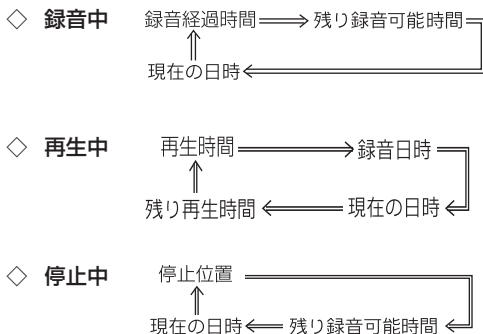 ◇ 録音中 録音経過時間 残り録音可能時間
現在の日時
◇ 再生中 再生時間 録音日時
残り再生時間 現在の日時
◇ 停止中 停止位置
現在の日時 残り録音可能時間